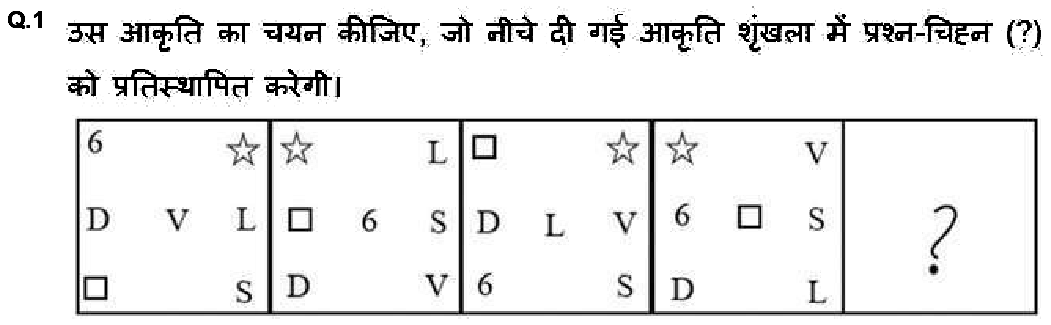 Q.1 उस आकृति का चयन कीजिए, जो नीचे दी गई आकृति शृंखला में प्रश्न-चिह्न (?)
को प्रतिस्थापित करेगी।
6 ☆ ☆ L □ ☆ ☆ V
D V L □ 6 S D L V 6 □ S ?
□ S D V 6 S D L